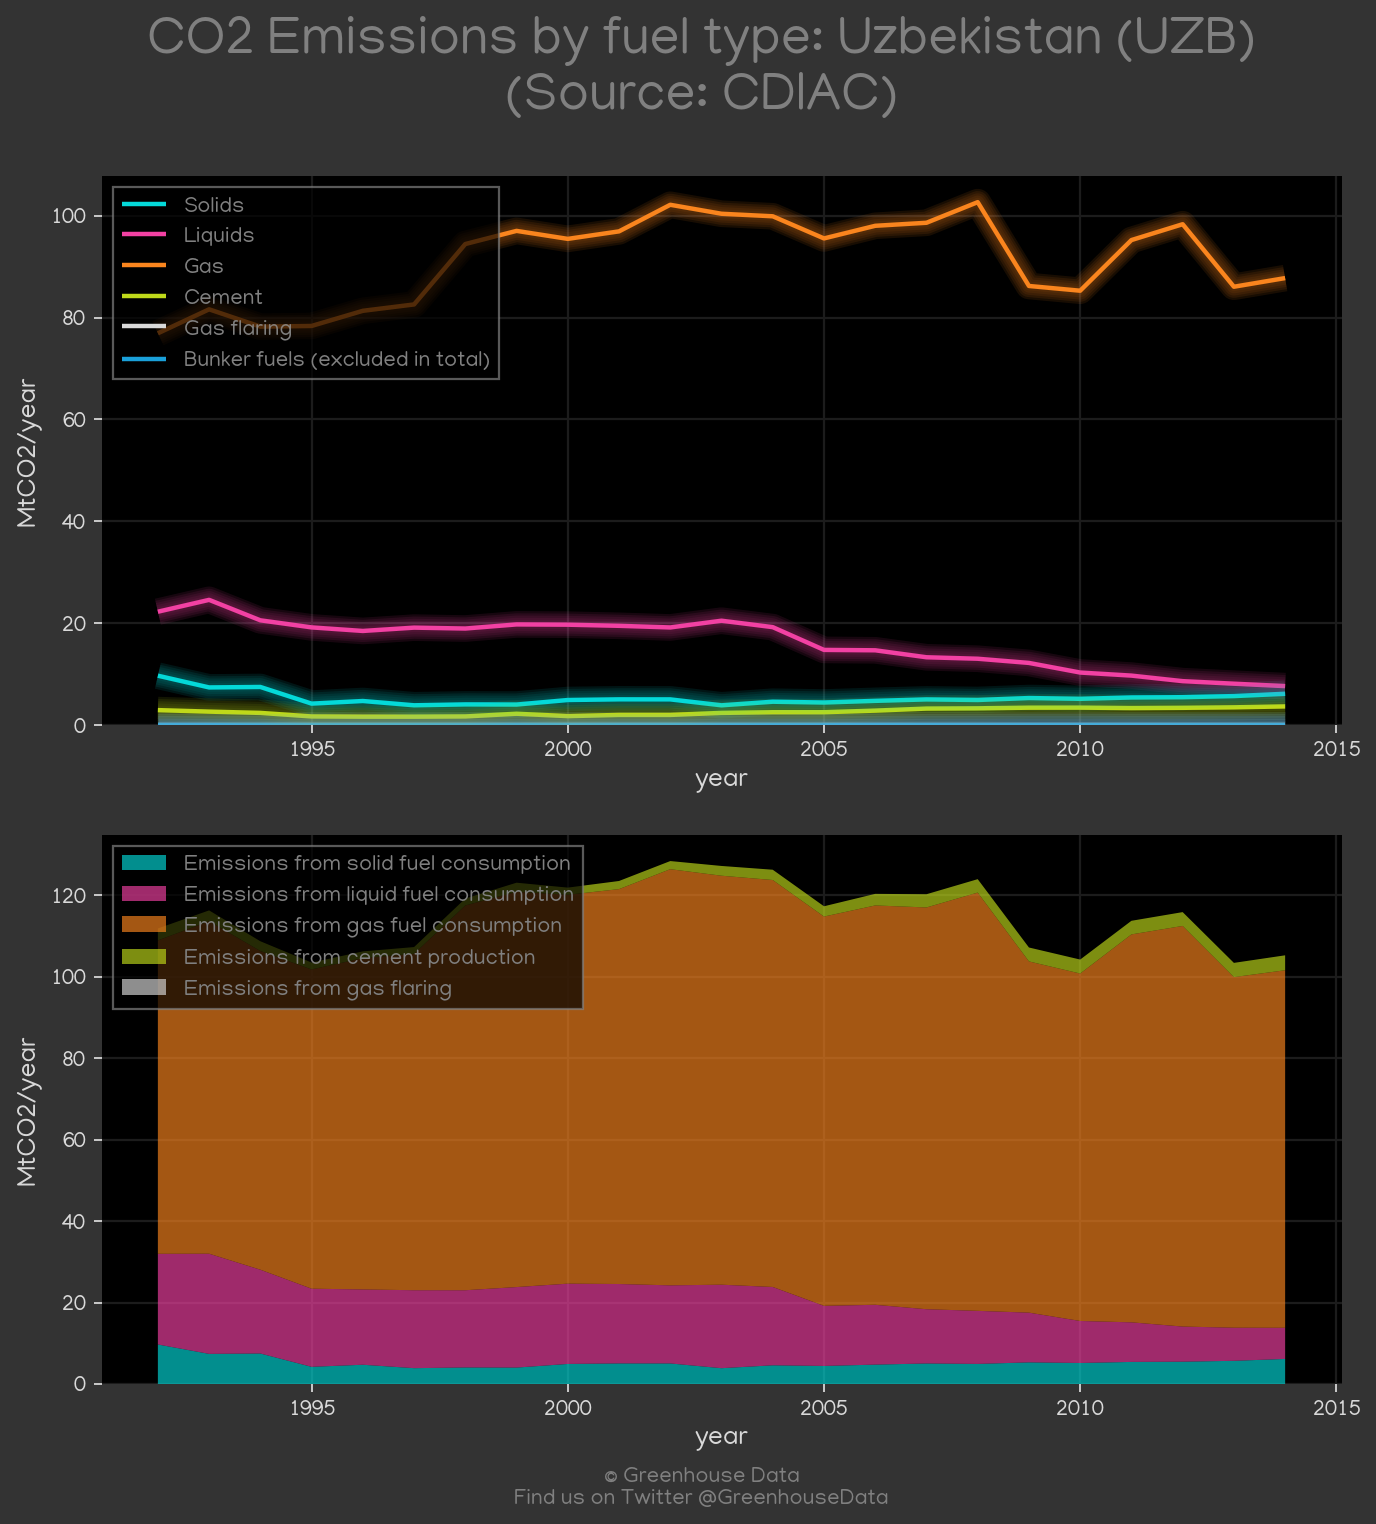 CO2 Emissions by fuel type: Uzbekistan (UZB)
(Source: CDIAC)
Solids
Liquids
Gas
Cement
Gas flaring
Bunker fuels (excluded in total)
100
80
60
40
20
0
MtCO2/year
1995 2000 2005 2010 2015
year
Emissions from solid fuel consumption
Emissions from liquid fuel consumption
Emissions from gas fuel consumption
Emissions from cement production
Emissions from gas flaring
120
100
80
60
40
20
0
MtCO2/year
1995 2000 2005 2010 2015
year
© Greenhouse Data
Find us on Twitter @GreenhouseData